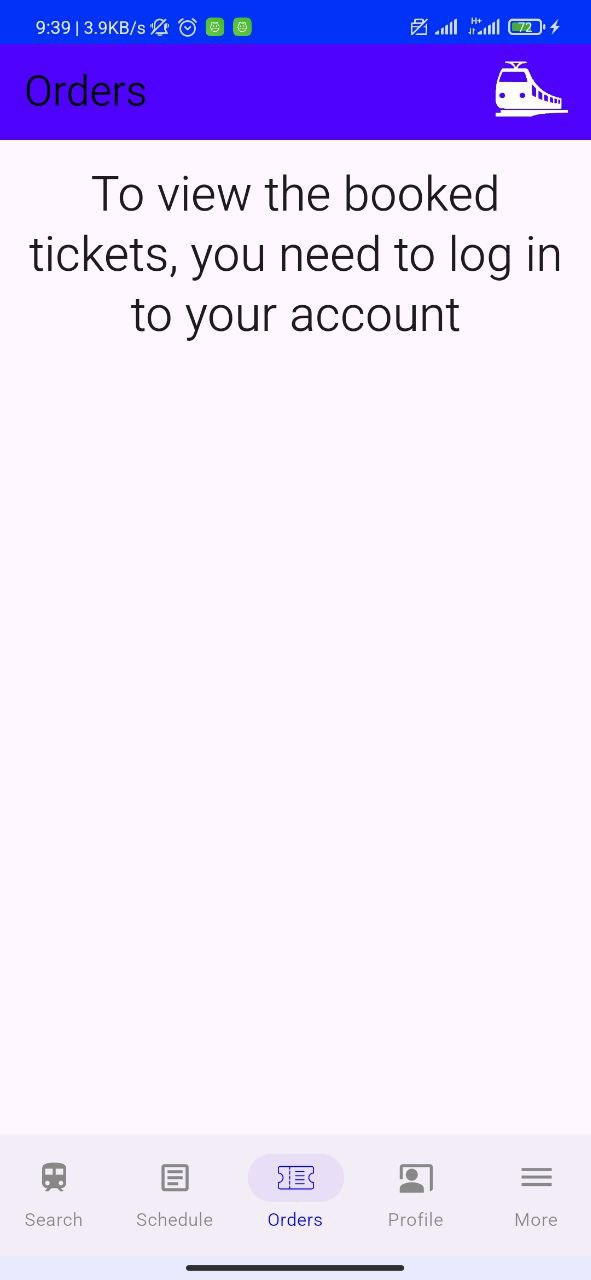 9:39 | 3.9KB/s H+ 72
Orders
To view the booked
tickets, you need to log in
to your account
Search Schedule Orders Profile More